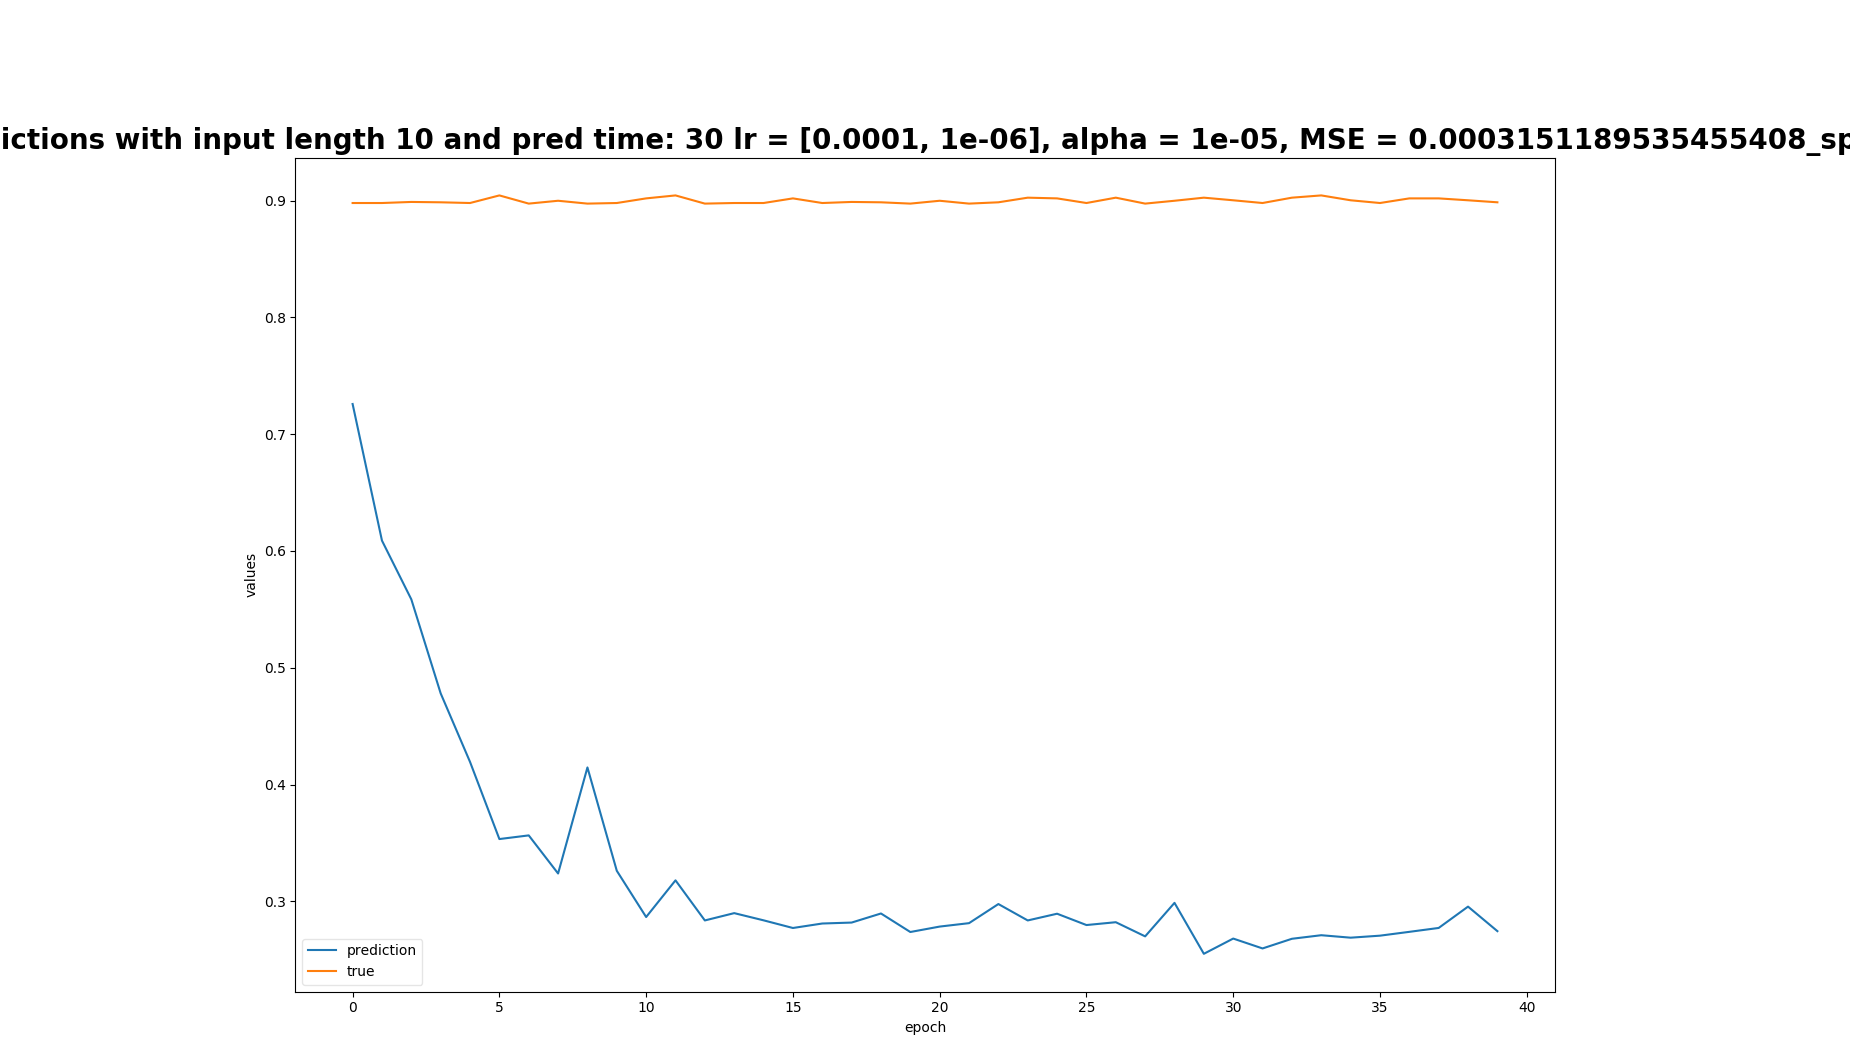 ictions with input length 10 and pred time: 30 lr = [0.0001, 1e-06], alpha = 1e-05, MSE = 0.0003151189535455408_sp
0.9
0.8
0.7
0.6
0.5
0.4
0.3
values
prediction
true
0 5 10 15 20 25 30 35 40
epoch